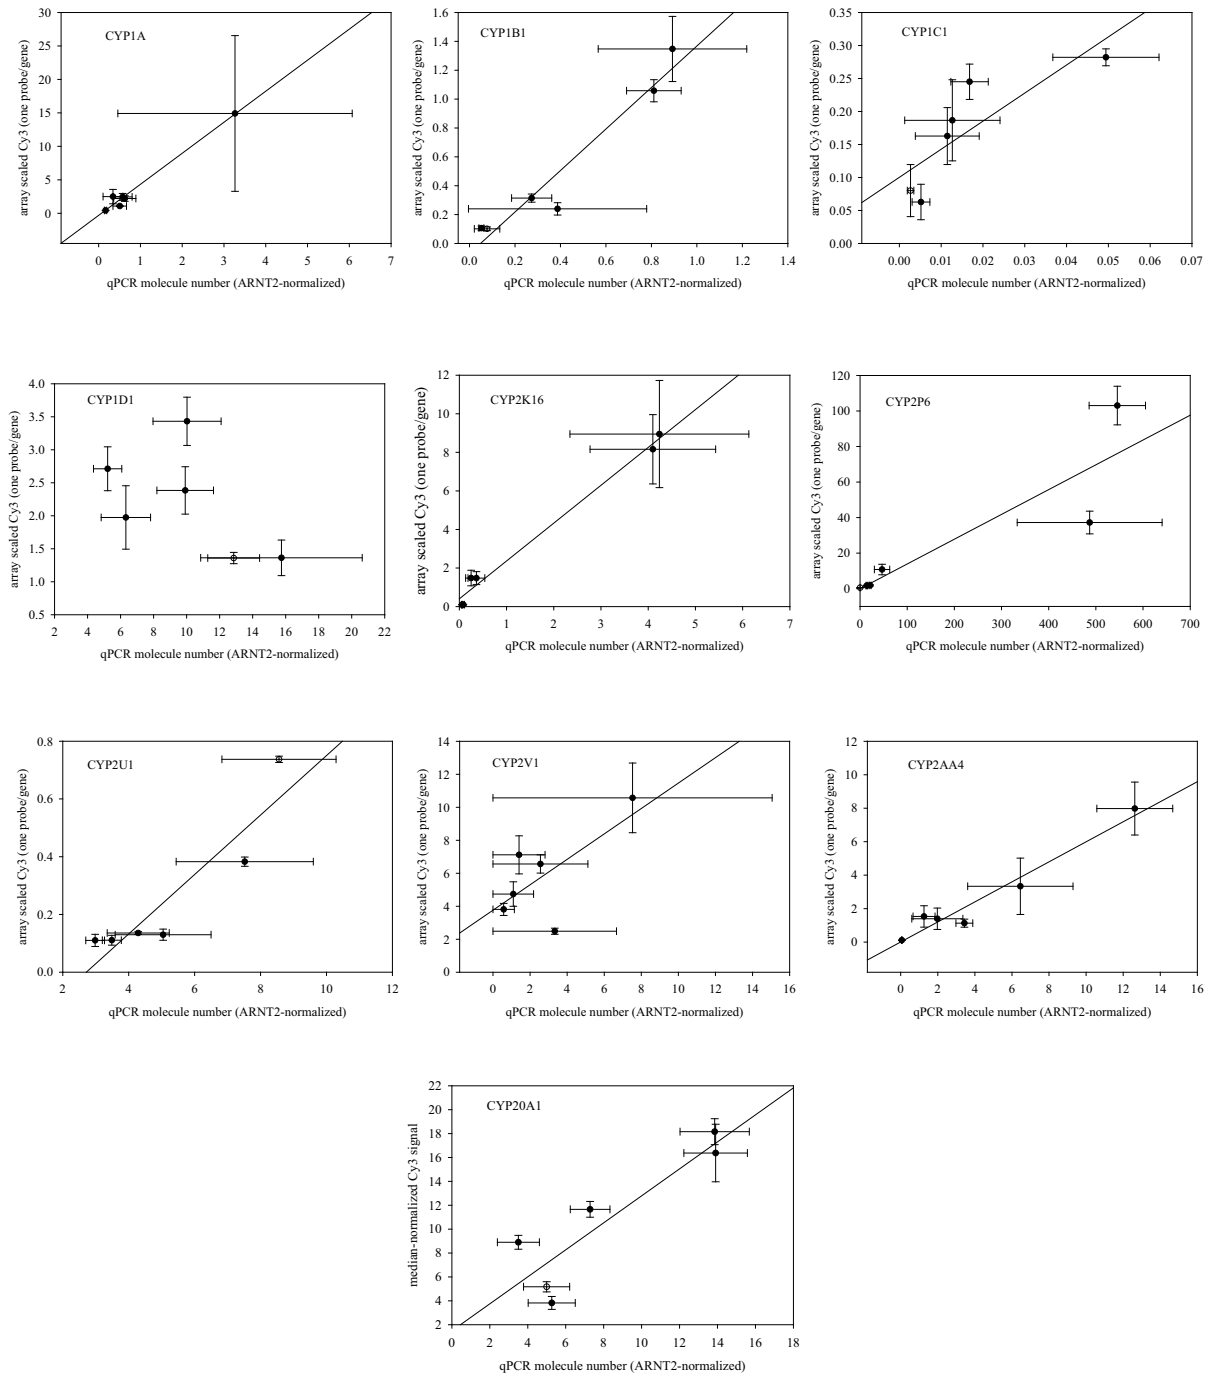 CYP1A
array scaled Cy3 (one probe/gene)
30
25
20
15
10
5
0
0 1 2 3 4 5 6 7
qPCR molecule number (ARNT2-normalized)
CYP1B1
array scaled Cy3 (one probe/gene)
1.6
1.4
1.2
1.0
0.8
0.6
0.4
0.2
0.0
0.0 0.2 0.4 0.6 0.8 1.0 1.2 1.4
qPCR molecule number (ARNT2-normalized)
CYP1C1
array scaled Cy3 (one probe/gene)
0.35
0.30
0.25
0.20
0.15
0.10
0.05
0.00
0.00 0.01 0.02 0.03 0.04 0.05 0.06 0.07
qPCR molecule number (ARNT2-normalized)
CYP1D1
array scaled Cy3 (one probe/gene)
4.0
3.5
3.0
2.5
2.0
1.5
1.0
0.5
2 4 6 8 10 12 14 16 18 20 22
qPCR molecule number (ARNT2-normalized)
CYP2K16
array scaled Cy3 (one probe/gene)
12
10
8
6
4
2
0
0 1 2 3 4 5 6 7
qPCR molecule number (ARNT2-normalized)
CYP2P6
array scaled Cy3 (one probe/gene)
120
100
80
60
40
20
0
0 100 200 300 400 500 600 700
qPCR molecule number (ARNT2-normalized)
CYP2U1
array scaled Cy3 (one probe/gene)
0.8
0.6
0.4
0.2
0.0
2 4 6 8 10 12
qPCR molecule number (ARNT2-normalized)
CYP2V1
array scaled Cy3 (one probe/gene)
14
12
10
8
6
4
2
0
0 2 4 6 8 10 12 14 16
qPCR molecule number (ARNT2-normalized)
CYP2AA4
array scaled Cy3 (one probe/gene)
12
10
8
6
4
2
0
0 2 4 6 8 10 12 14 16
qPCR molecule number (ARNT2-normalized)
CYP20A1
median-normalized Cy3 signal
22
20
18
16
14
12
10
8
6
4
2
0 2 4 6 8 10 12 14 16 18
qPCR molecule number (ARNT2-normalized)